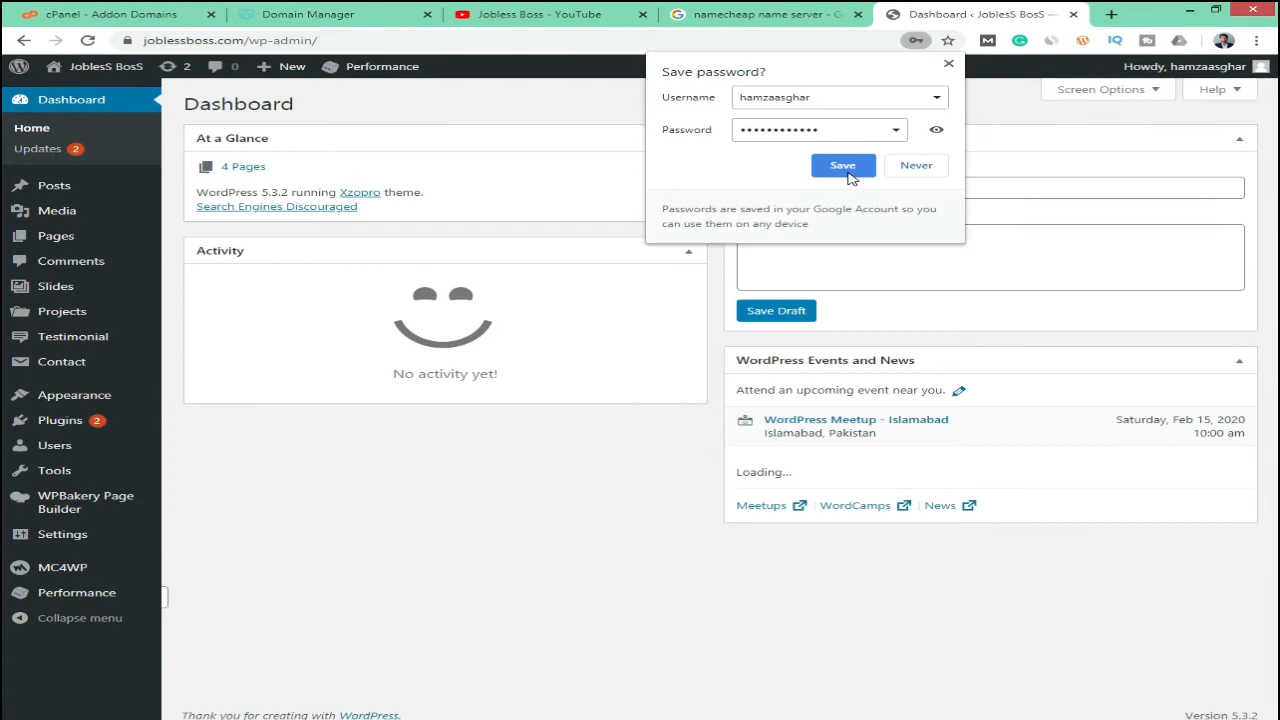 cPanel - Addon Domains
Domain Manager
Jobless Boss - YouTube
namecheap name server - G
Dashboard ‹ JoblesS BosS —
joblessboss.com/wp-admin/
JoblesS BosS
2
0
New
Performance
Howdy, hamzaasghar
Save password?
Username
hamzaasghar
Password
••••••••••••
Save
Never
Passwords are saved in your Google Account so you
can use them on any device
Screen Options
Help
Dashboard
Home
Updates 2
Posts
Media
Pages
Comments
Slides
Projects
Testimonial
Contact
Appearance
Plugins 2
Users
Tools
WPBakery Page
Builder
Settings
MC4WP
Performance
Collapse menu
Dashboard
At a Glance
4 Pages
WordPress 5.3.2 running Xzopro theme.
Search Engines Discouraged
Activity
No activity yet!
Save Draft
WordPress Events and News
Attend an upcoming event near you.
WordPress Meetup - Islamabad
Islamabad, Pakistan
Saturday, Feb 15, 2020
10:00 am
Loading...
Meetups | WordCamps | News
Thank you for creating with WordPress.
Version 5.3.2